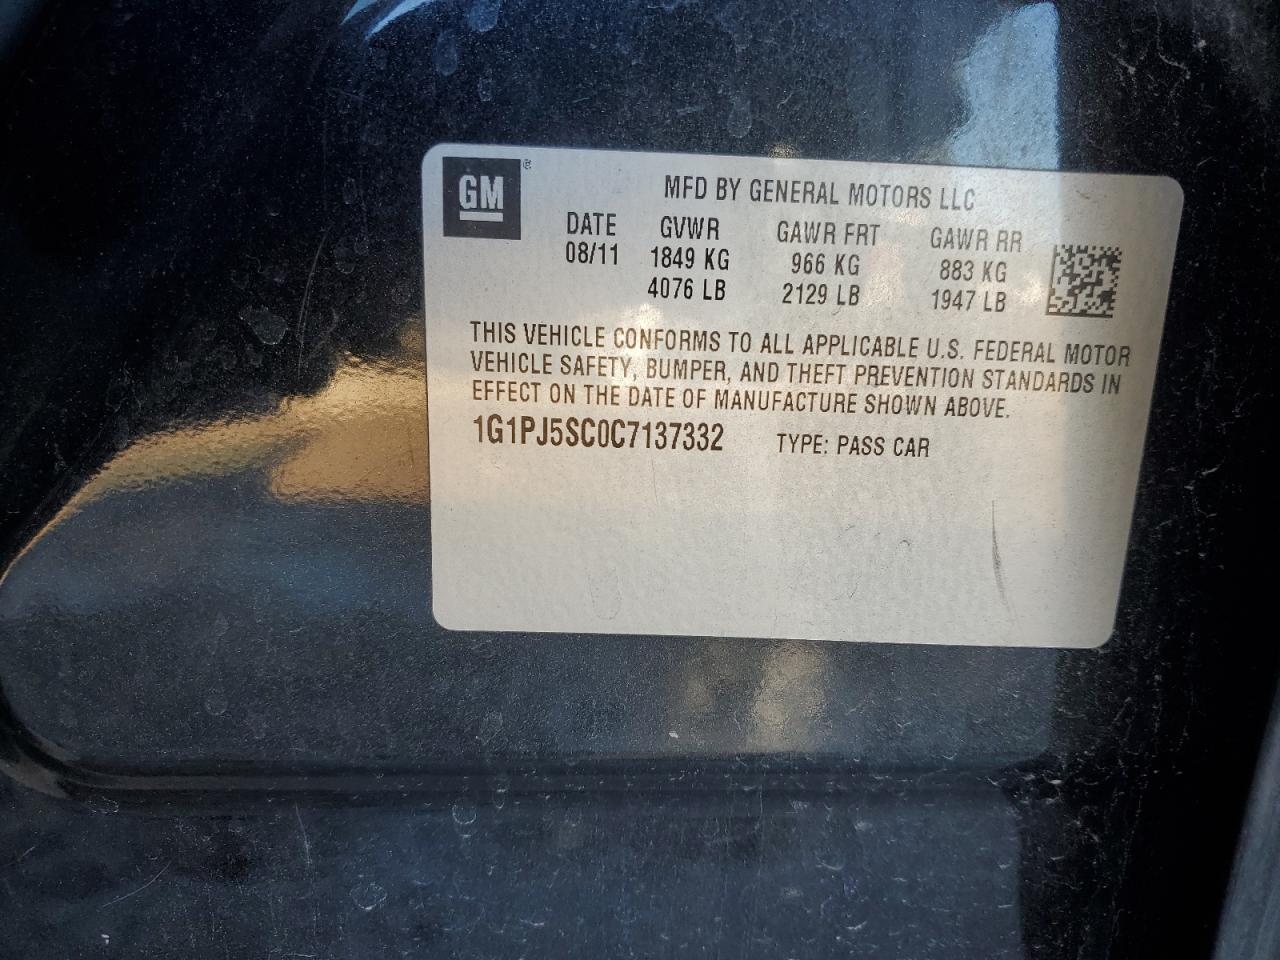 GM ®
MFD BY GENERAL MOTORS LLC
DATE GVWR GAWR FRT GAWR RR
08/11 1849 KG 966 KG 883 KG
4076 LB 2129 LB 1947 LB
THIS VEHICLE CONFORMS TO ALL APPLICABLE U.S. FEDERAL MOTOR
VEHICLE SAFETY, BUMPER, AND THEFT PREVENTION STANDARDS IN
EFFECT ON THE DATE OF MANUFACTURE SHOWN ABOVE.
1G1PJ5SC0C7137332 TYPE: PASS CAR